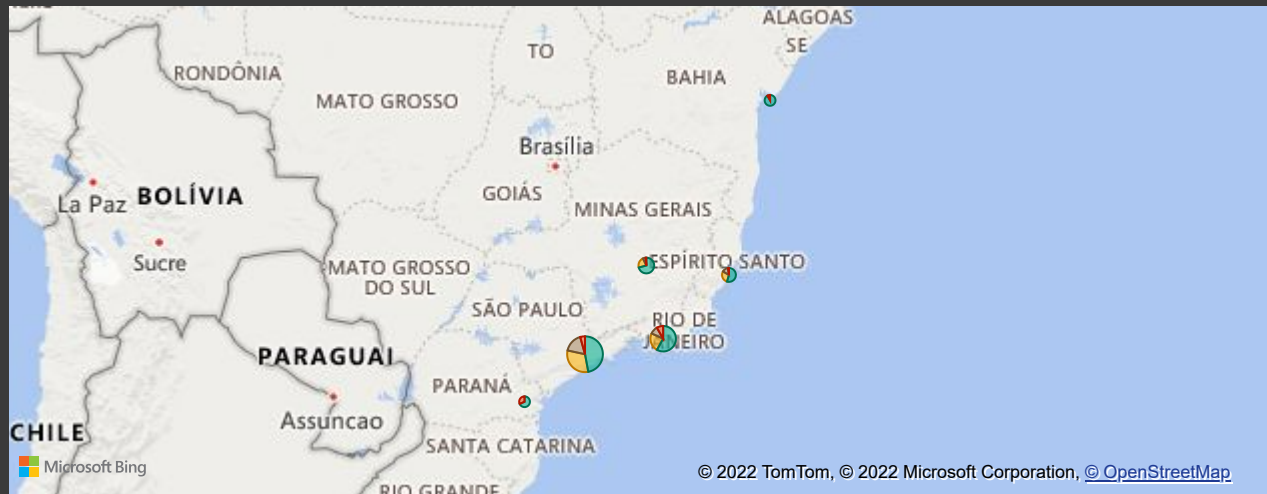 ALAGOAS
SE
TO
RONDÔNIA
BAHIA
MATO GROSSO
Brasília
GOIÁS
La Paz
BOLÍVIA
MINAS GERAIS
Sucre
ESPÍRITO SANTO
MATO GROSSO
DO SUL
SÃO PAULO
RIO DE
JANEIRO
PARAGUAI
PARANÁ
Assuncao
CHILE
SANTA CATARINA
Microsoft Bing
© 2022 TomTom, © 2022 Microsoft Corporation, © OpenStreetMap
RIO GRANDE